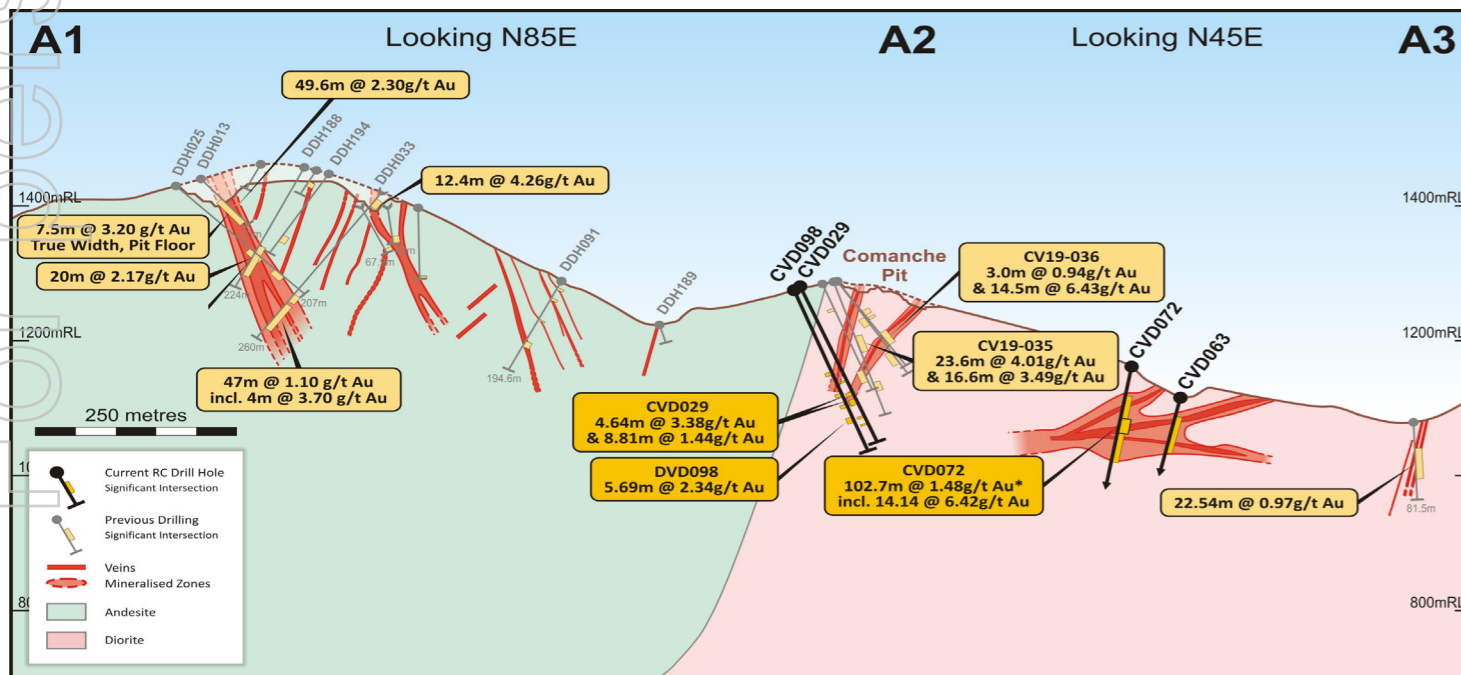 A1
Looking N85E
A2
Looking N45E
A3
49.6m @ 2.30g/t Au
DDH025
DDH013
DDH188
DDH194
DDH033
12.4m @ 4.26g/t Au
1400mRL
1400mRL
7.5m @ 3.20 g/t Au
True Width, Pit Floor
20m @ 2.17g/t Au
224m
207m
260m
DDH091
194.6m
DDH189
CVD098
CVD029
Comanche
Pit
CV19-036
3.0m @ 0.94g/t Au
& 14.5m @ 6.43g/t Au
1200mRL
1200mRL
CV19-035
23.6m @ 4.01g/t Au
& 16.6m @ 3.49g/t Au
CVD072
CVD063
47m @ 1.10 g/t Au
incl. 4m @ 3.70 g/t Au
CVD029
4.64m @ 3.38g/t Au
& 8.81m @ 1.44g/t Au
DVD098
5.69m @ 2.34g/t Au
CVD072
102.7m @ 1.48g/t Au*
incl. 14.14 @ 6.42g/t Au
22.54m @ 0.97g/t Au
81.5m
800mRL
250 metres
Current RC Drill Hole
Significant Intersection
Previous Drilling
Significant Intersection
Veins
Mineralised Zones
Andesite
Diorite